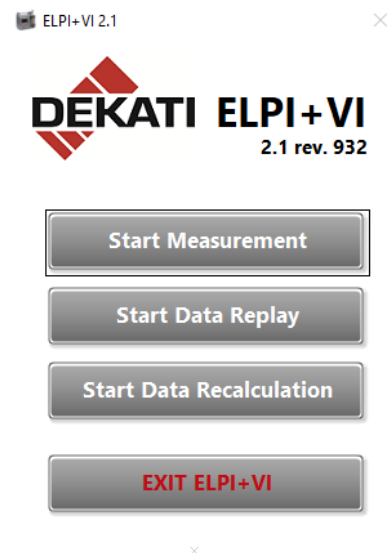 ELPI+VI 2.1
DEKATI ELPI+VI
2.1 rev. 932
Start Measurement
Start Data Replay
Start Data Recalculation
EXIT ELPI+VI